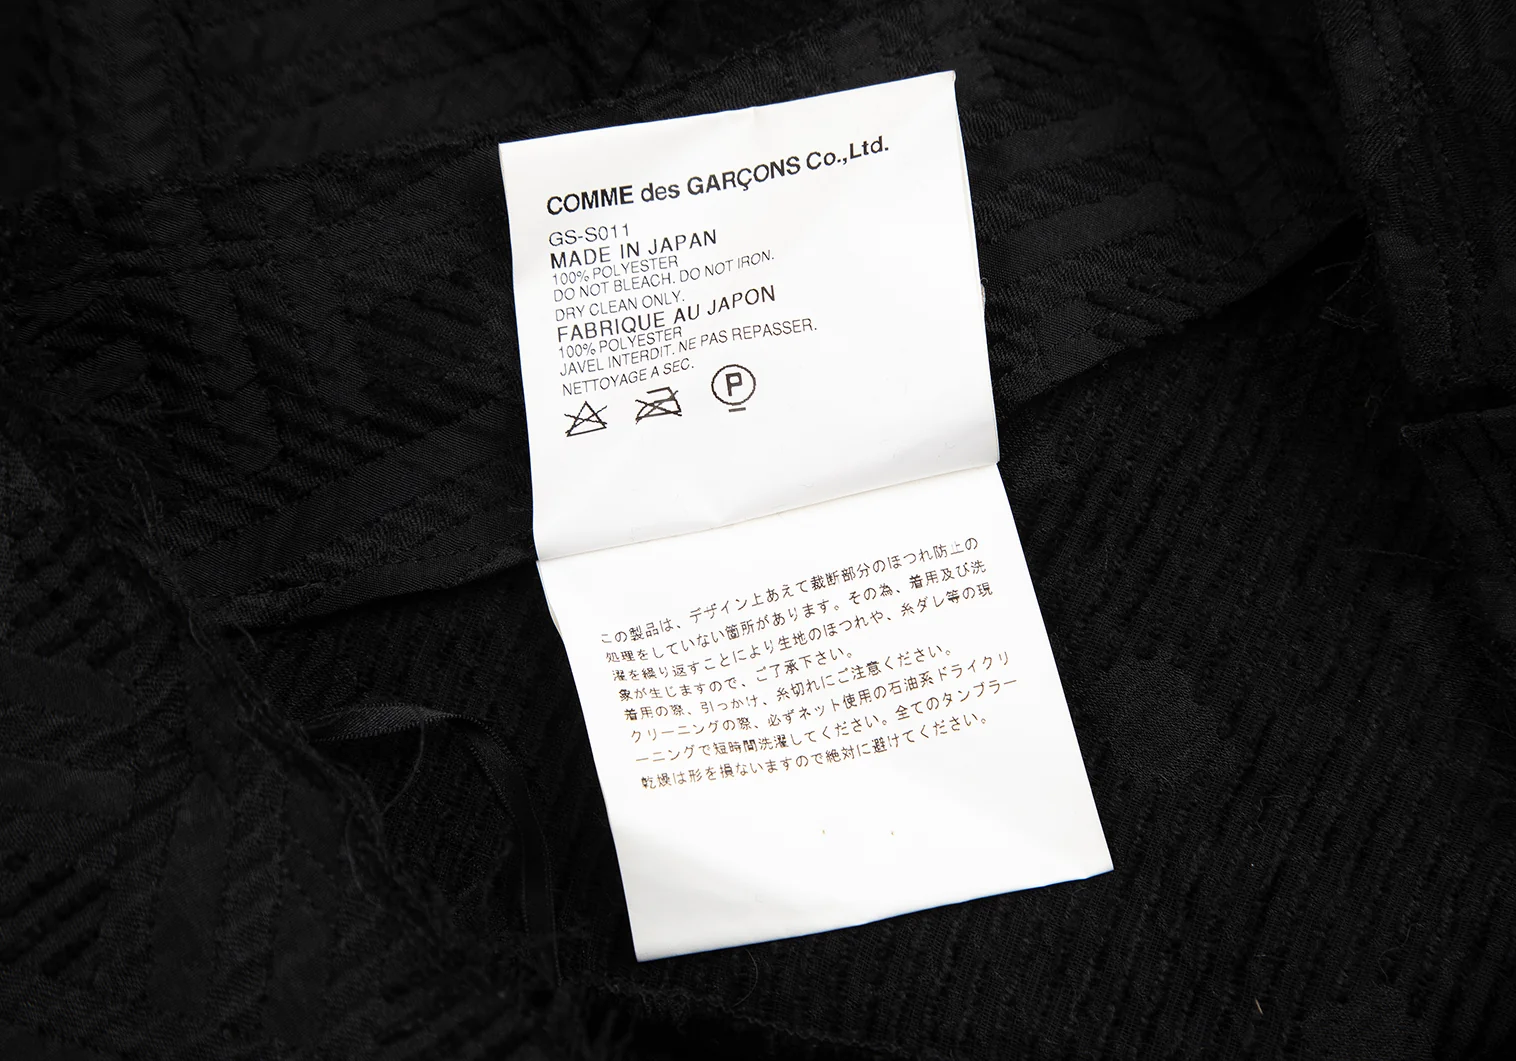 COMME des GARÇONS Co.,Ltd.
GS-S011
MADE IN JAPAN
100% POLYESTER
DO NOT BLEACH. DO NOT IRON.
DRY CLEAN ONLY.
FABRIQUE AU JAPON
100% POLYESTER
JAVEL INTERDIT. NE PAS REPASSER.
NETTOYAGE A SEC.
P
この製品は、デザイン上あえて裁断部分のほつれ防止の
処理をしていない箇所があります。その為、着用及び洗
濯を繰り返すことにより生地のほつれや、糸ダレ等の現
象が生じますので、ご了承下さい。
着用の際、引っかけ、糸切れにご注意ください。
クリーニングの際、必ずネット使用の石油系ドライクリ
ーニングで短時間洗濯してください。全てのタンブラー
乾燥は形を損ないますので絶対に避けてください。